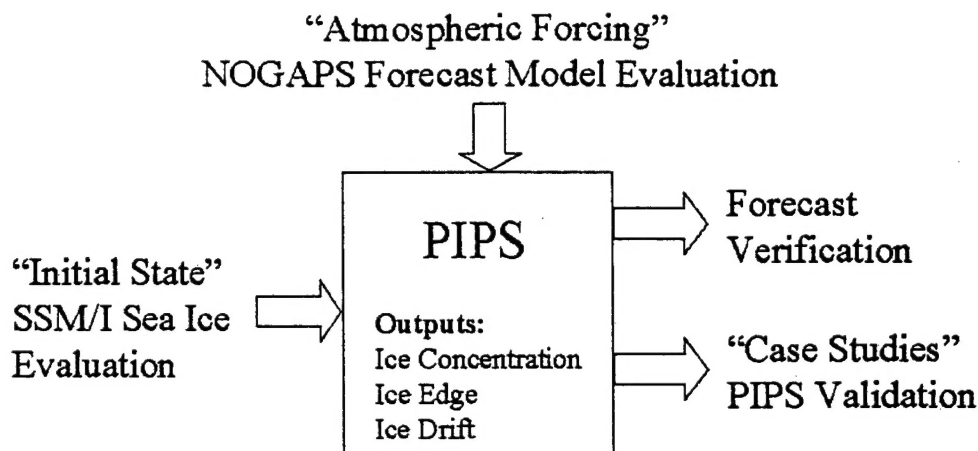 “Atmospheric Forcing”
NOGAPS Forecast Model Evaluation
PIPS
Outputs:
Ice Concentration
Ice Edge
Ice Drift
“Initial State”
SSM/I Sea Ice
Evaluation
Forecast
Verification
“Case Studies”
PIPS Validation